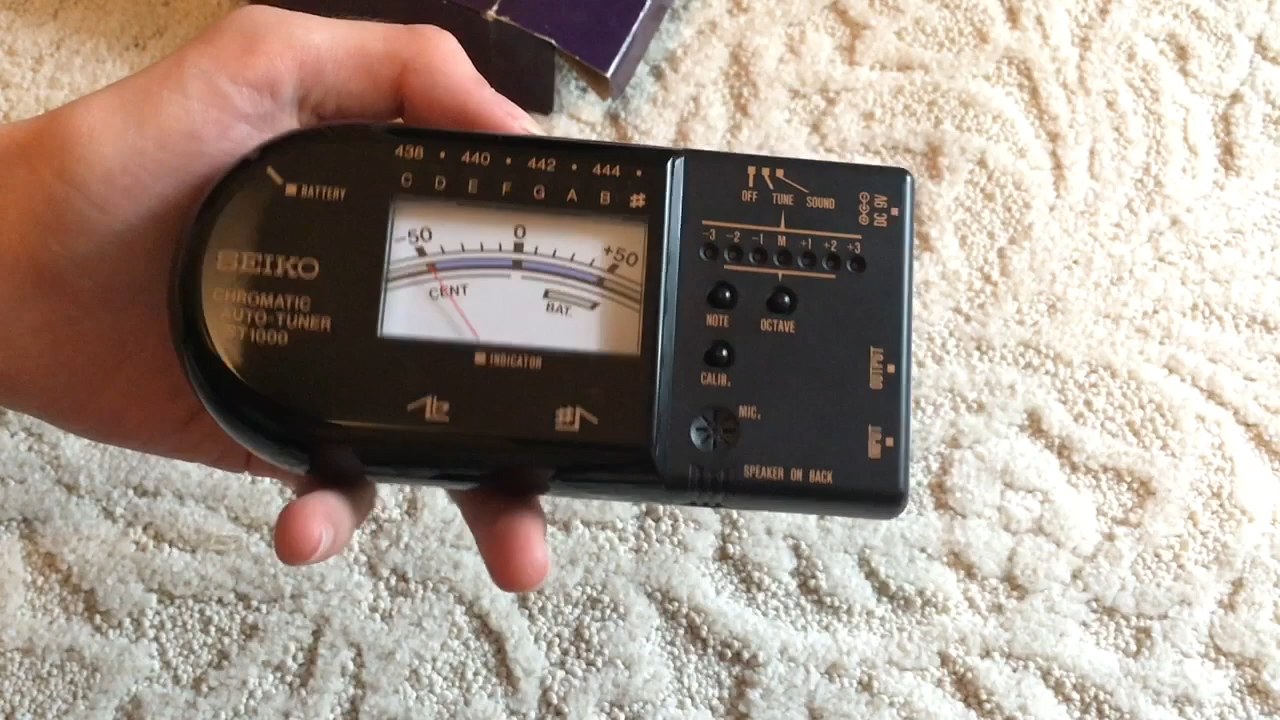 438 · 440 · 442 · 444 ·
C D E F G A B #
BATTERY
SEIKO
CHROMATIC
AUTO-TUNER
ST1000
-50 0 +50
CENT
BAT.
INDICATOR
♭
#
OFF TUNE SOUND
DC 9V
-3 -2 -1 M +1 +2 +3
NOTE OCTAVE
CALIB.
MIC.
OUTPUT
INPUT
SPEAKER ON BACK